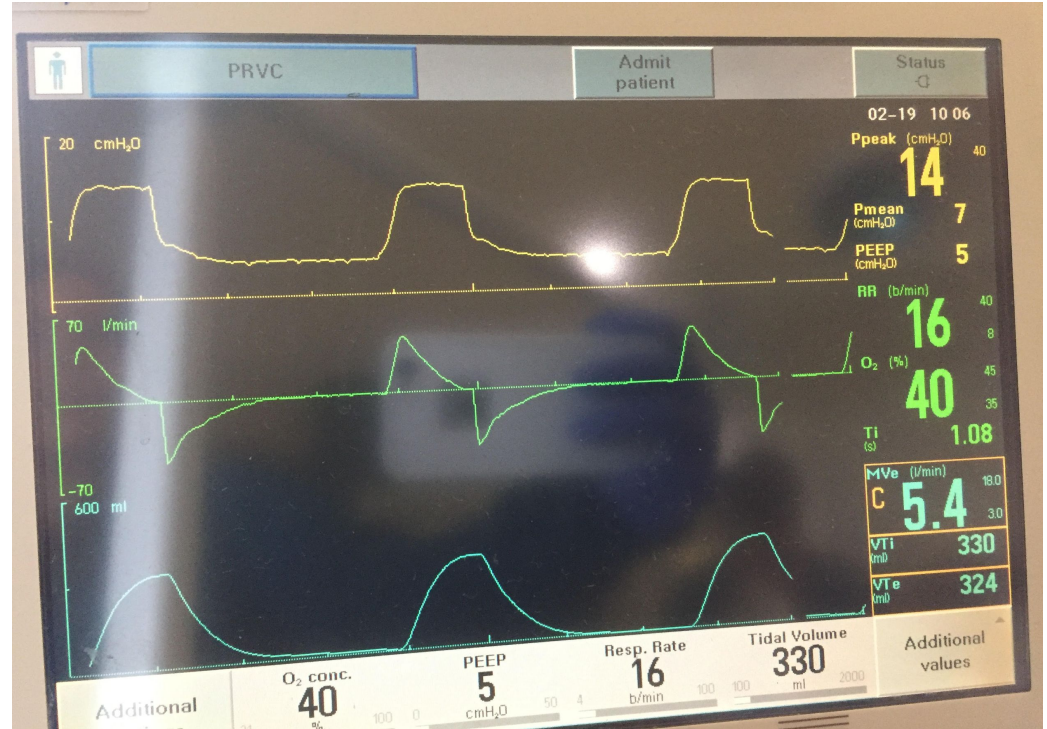 PRVC
Admit
patient
Status
02-19 10 06
20 cmH₂O
Ppeak (cmH₂O)
14
40
Pmean
(cmH₂O)
7
PEEP
(cmH₂O)
5
70 l/min
-70
RR (b/min)
16
40
8
O₂ (%)
40
45
35
Ti
(s)
1.08
600 ml
MVe (l/min)
C
5.4
18.0
3.0
VTi
(ml)
330
VTe
(ml)
324
Additional
O₂ conc.
40
%
100
PEEP
5
0
cmH₂O
50
Resp. Rate
16
4
b/min
100
Tidal Volume
330
100
ml
2000
Additional
values